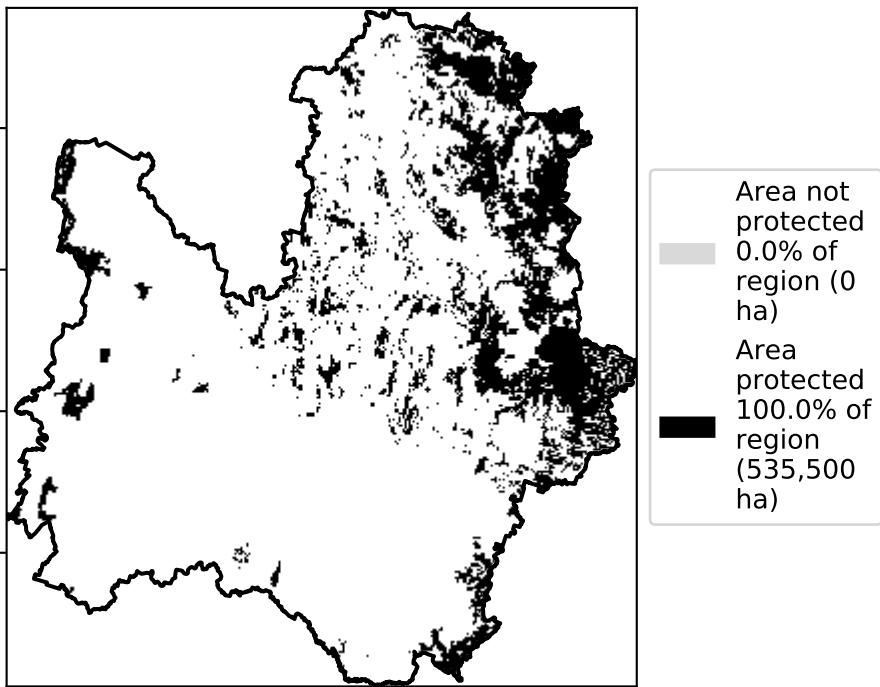 Area not
protected
0.0% of
region (0
ha)
Area
protected
100.0% of
region
(535,500
ha)